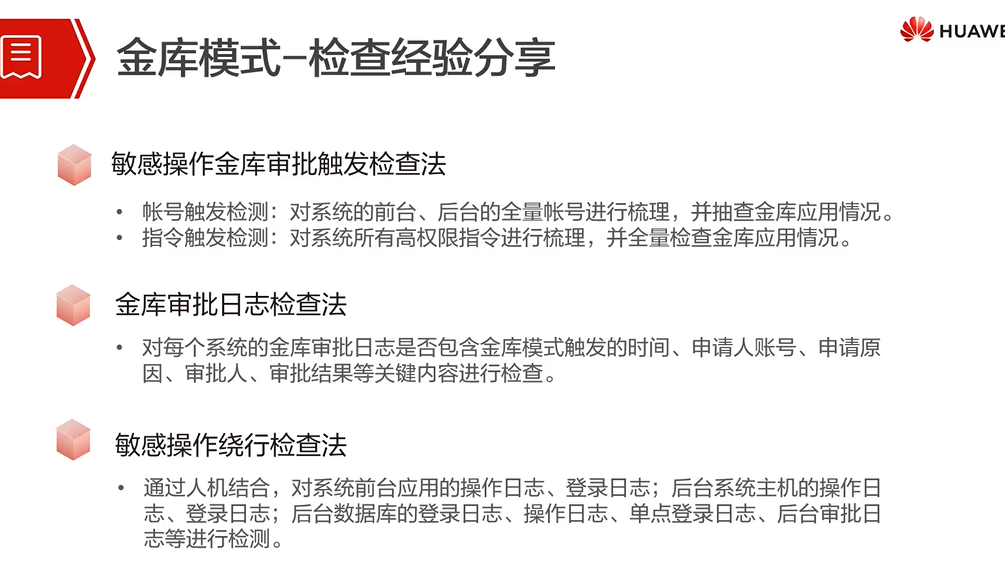 金库模式–检查经验分享
HUAWE
敏感操作金库审批触发检查法
• 帐号触发检测：对系统的前台、后台的全量帐号进行梳理，并抽查金库应用情况。
• 指令触发检测：对系统所有高权限指令进行梳理，并全量检查金库应用情况。
金库审批日志检查法
• 对每个系统的金库审批日志是否包含金库模式触发的时间、申请人账号、申请原
因、审批人、审批结果等关键内容进行检查。
敏感操作绕行检查法
• 通过人机结合，对系统前台应用的操作日志、登录日志；后台系统主机的操作日
志、登录日志；后台数据库的登录日志、操作日志、单点登录日志、后台审批日
志等进行检测。